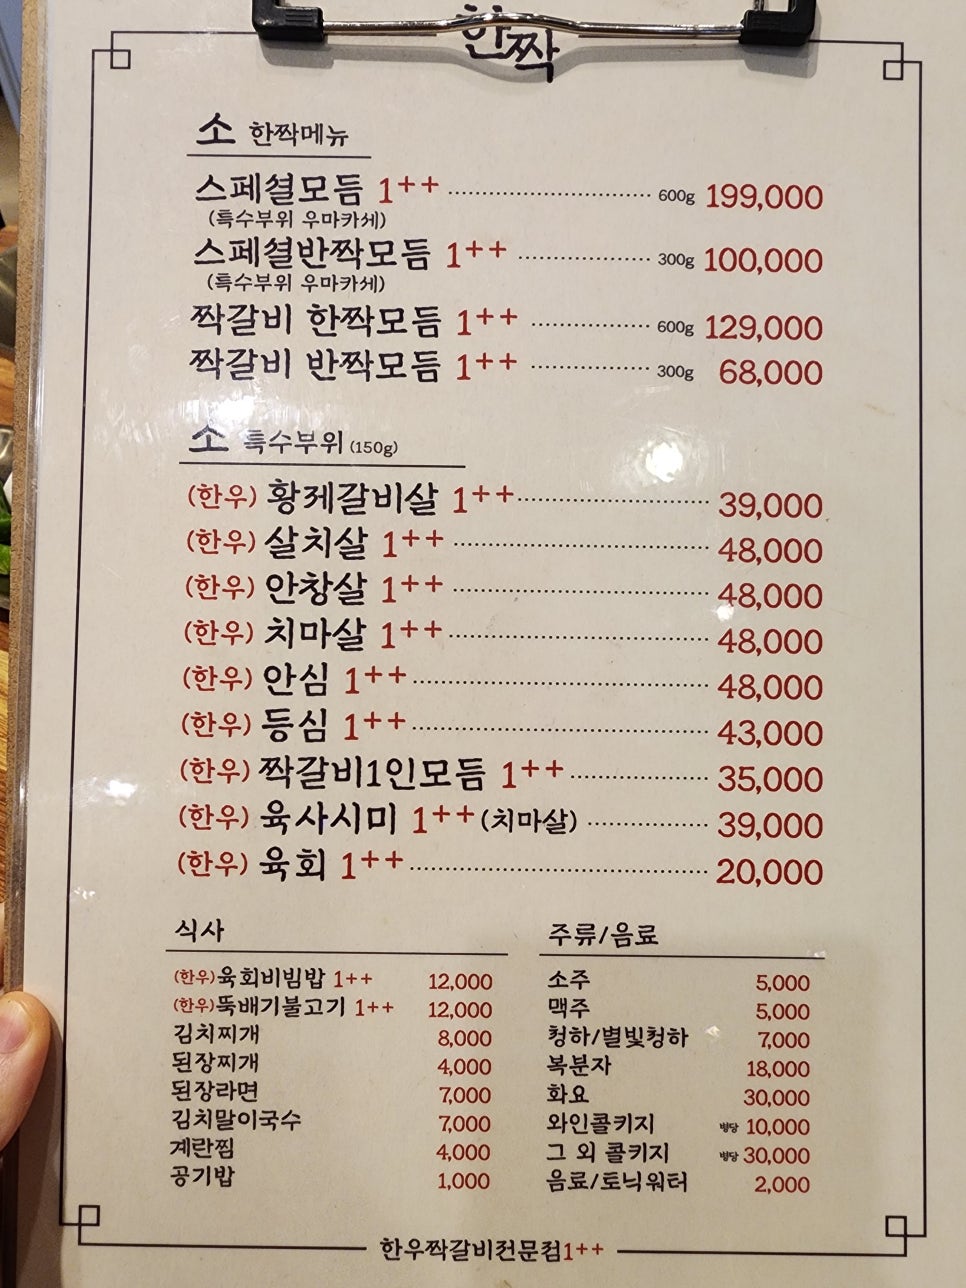 한짝
소 한짝메뉴
스페셜모듬 1++ 600g 199,000
(특수부위 우마카세)
스페셜반짝모듬 1++ 300g 100,000
(특수부위 우마카세)
짝갈비 한짝모듬 1++ 600g 129,000
짝갈비 반짝모듬 1++ 300g 68,000
소 특수부위 (150g)
(한우) 황제갈비살 1++ 39,000
(한우) 살치살 1++ 48,000
(한우) 안창살 1++ 48,000
(한우) 치마살 1++ 48,000
(한우) 안심 1++ 48,000
(한우) 등심 1++ 43,000
(한우) 짝갈비1인모듬 1++ 35,000
(한우) 육사시미 1++ (치마살) 39,000
(한우) 육회 1++ 20,000
식사
(한우)육회비빔밥 1++ 12,000
(한우)뚝배기불고기 1++ 12,000
김치찌개 8,000
된장찌개 4,000
된장라면 7,000
김치말이국수 7,000
계란찜 4,000
공기밥 1,000
주류/음료
소주 5,000
맥주 5,000
청하/별빛청하 7,000
복분자 18,000
화요 30,000
와인콜키지 병당 10,000
그 외 콜키지 병당 30,000
음료/토닉워터 2,000
한우짝갈비전문점1++